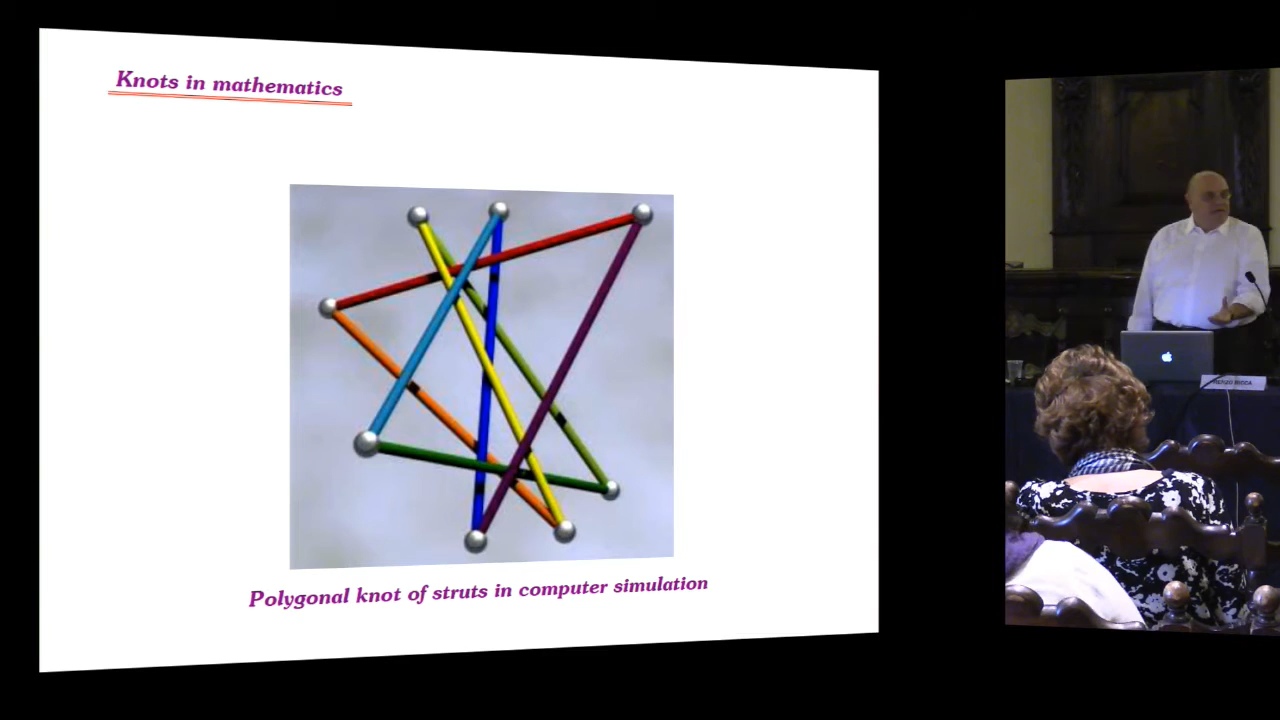 Knots in mathematics
Polygonal knot of struts in computer simulation